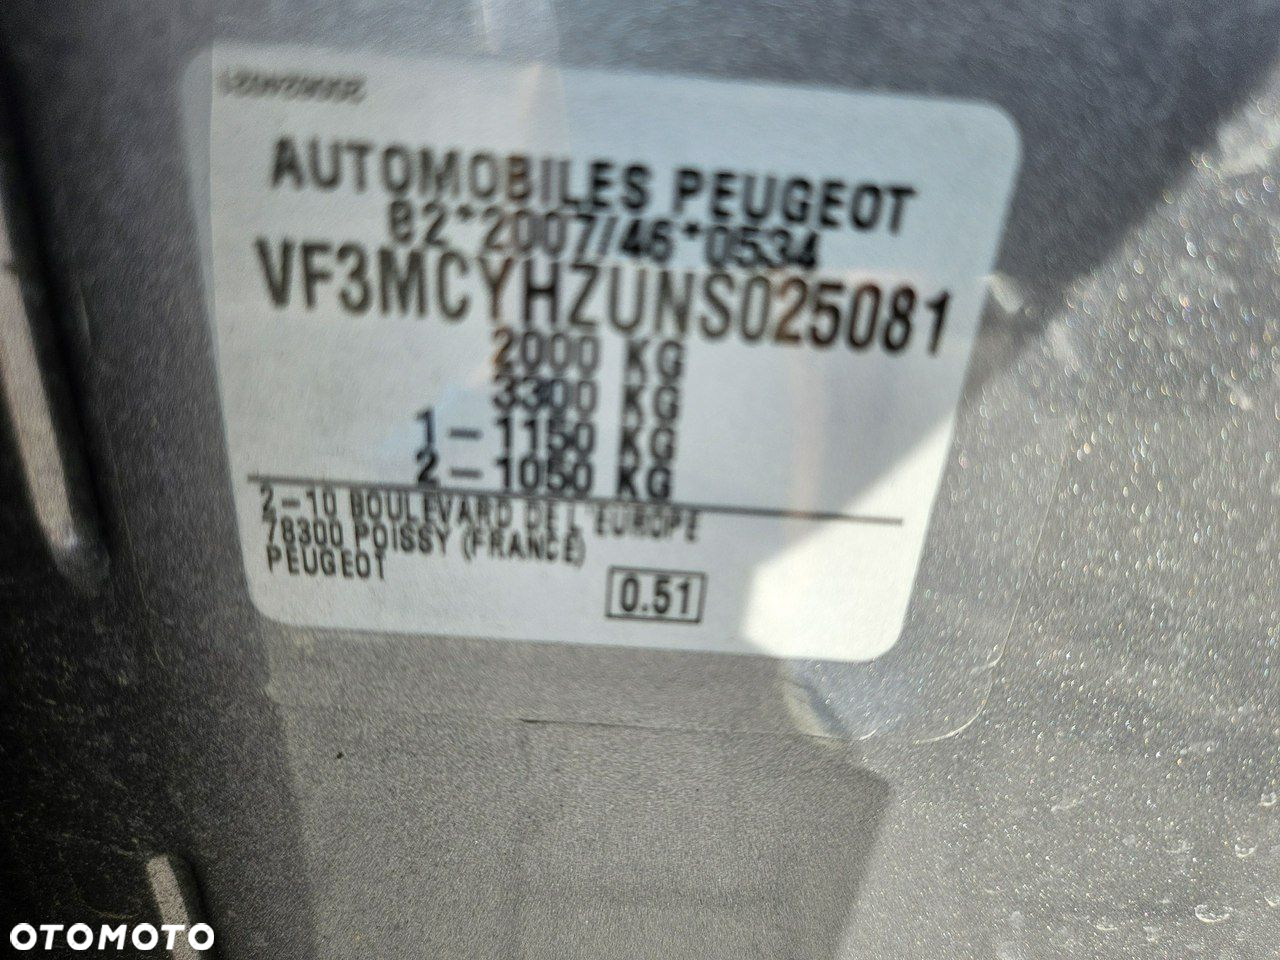 AUTOMOBILES PEUGEOT
e2*2007/46*0534
VF3MCYHZUNS025081
2000 KG
3300 KG
1-1150 KG
2-1050 KG
2-10 BOULEVARD DE L'EUROPE
78300 POISSY (FRANCE)
PEUGEOT
0.51
OTOMOTO